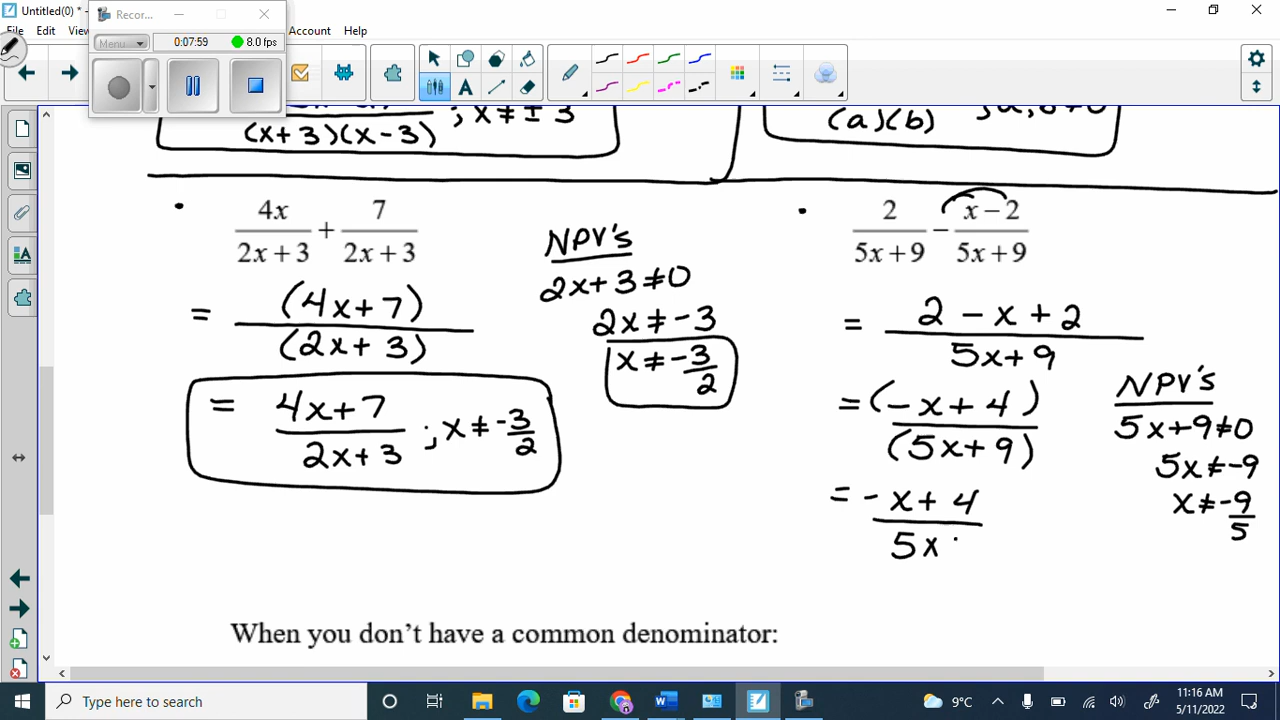 Untitled(0) *
Recor...
File Edit Account Help
Menu
0:07:59 8.0 fps
(x+3)(x-3) ; x ≠ ± 3
(a)(b)
4x/2x + 3 + 7/2x + 3
= (4x+7)/(2x+3)
= 4x+7/2x+3 ; x ≠ -3/2
NPV's
2x+3≠0
2x≠-3
x≠-3/2
2/5x + 9 − x − 2/5x + 9
= 2 - x + 2/5x+9
= (-x+4)/(5x+9)
= -x+4/5x
NPV's
5x+9≠0
5x≠-9
x≠-9/5
When you don’t have a common denominator:
Type here to search
9°C
11:16 AM
5/11/2022